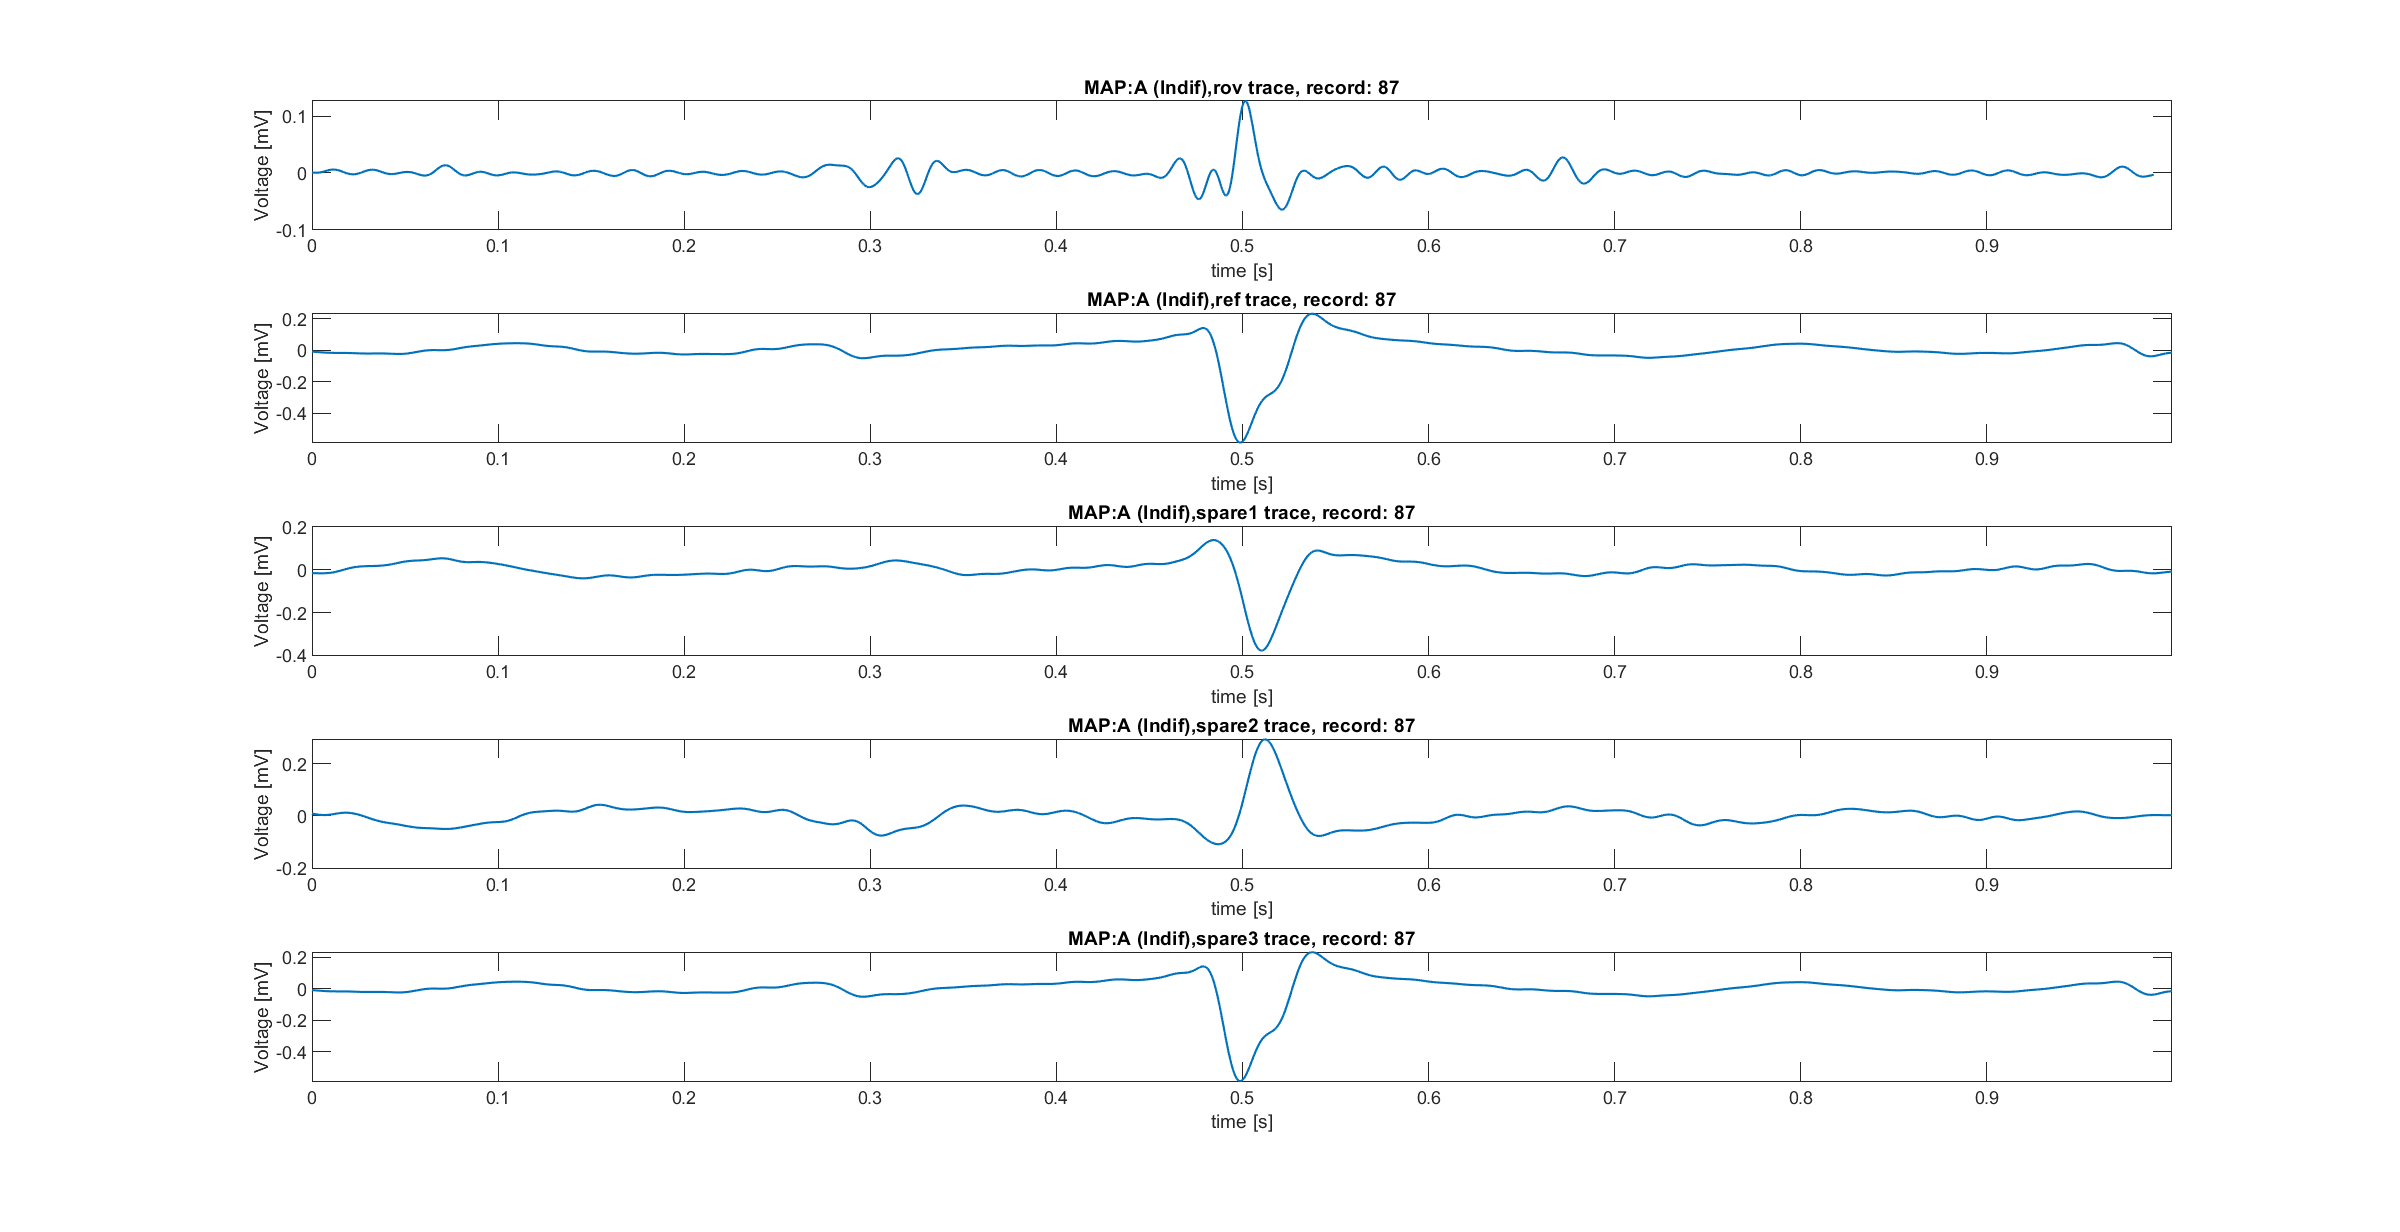 MAP:A (Indif),rov trace, record: 87
Voltage [mV]
0.1
0
-0.1
0 0.1 0.2 0.3 0.4 0.5 0.6 0.7 0.8 0.9
time [s]
MAP:A (Indif),ref trace, record: 87
Voltage [mV]
0.2
0
-0.2
-0.4
0 0.1 0.2 0.3 0.4 0.5 0.6 0.7 0.8 0.9
time [s]
MAP:A (Indif),spare1 trace, record: 87
Voltage [mV]
0.2
0
-0.2
-0.4
0 0.1 0.2 0.3 0.4 0.5 0.6 0.7 0.8 0.9
time [s]
MAP:A (Indif),spare2 trace, record: 87
Voltage [mV]
0.2
0
-0.2
0 0.1 0.2 0.3 0.4 0.5 0.6 0.7 0.8 0.9
time [s]
MAP:A (Indif),spare3 trace, record: 87
Voltage [mV]
0.2
0
-0.2
-0.4
0 0.1 0.2 0.3 0.4 0.5 0.6 0.7 0.8 0.9
time [s]